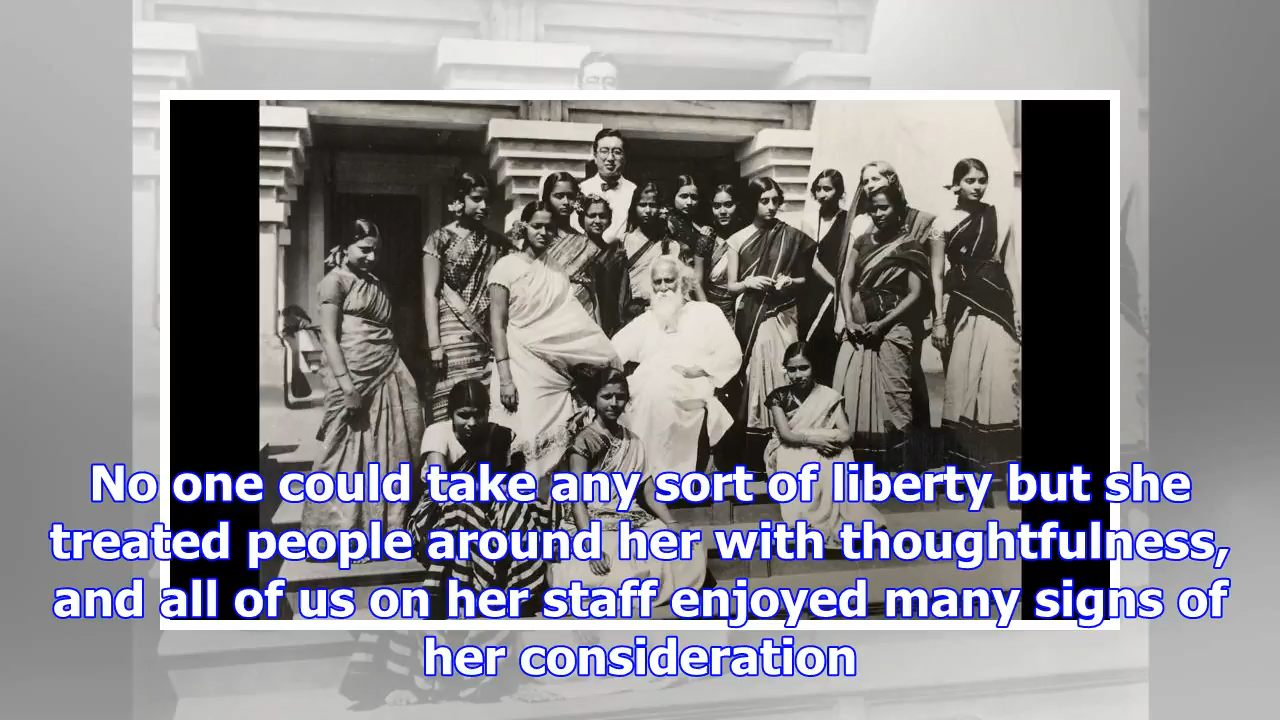 No one could take any sort of liberty but she
treated people around her with thoughtfulness,
and all of us on her staff enjoyed many signs of
her consideration